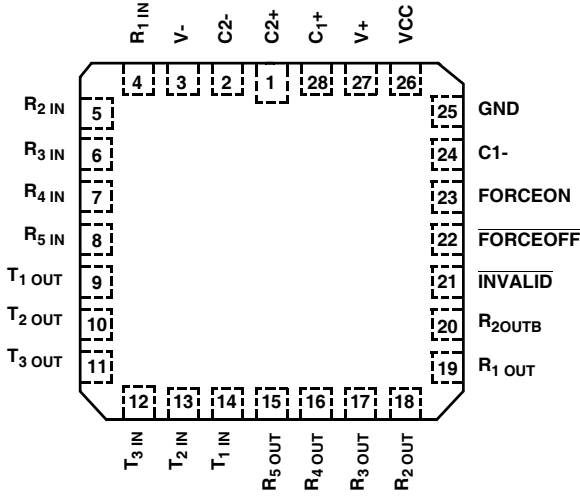 R1 IN V- C2- C2+ C1+ V+ VCC
4 3 2 1 28 27 26
R2 IN 5 25 GND
R3 IN 6 24 C1-
R4 IN 7 23 FORCEON
R5 IN 8 22 FORCEOFF
T1 OUT 9 21 INVALID
T2 OUT 10 20 R2OUTB
T3 OUT 11 19 R1 OUT
12 13 14 15 16 17 18
T3 IN T2 IN T1 IN R5 OUT R4 OUT R3 OUT R2 OUT